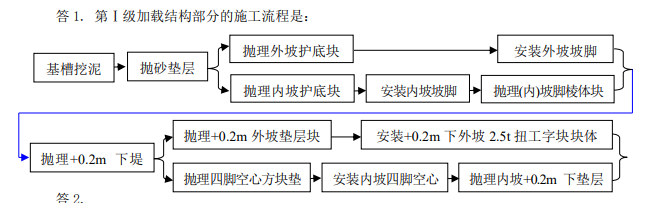 答 1．第Ⅰ级加载结构部分的施工流程是：
抛理外坡护底块 安装外坡坡脚
基槽挖泥 抛砂垫层
抛理内坡护底块 安装内坡坡脚 抛理(内)坡脚棱体块
抛理+0.2m 外坡垫层块 安装+0.2m 下外坡 2.5t 扭工字块块体
抛理+0.2m 下堤
抛理四脚空心方块垫 安装内坡四脚空心 抛理内坡+0.2m 下垫层
答 2．